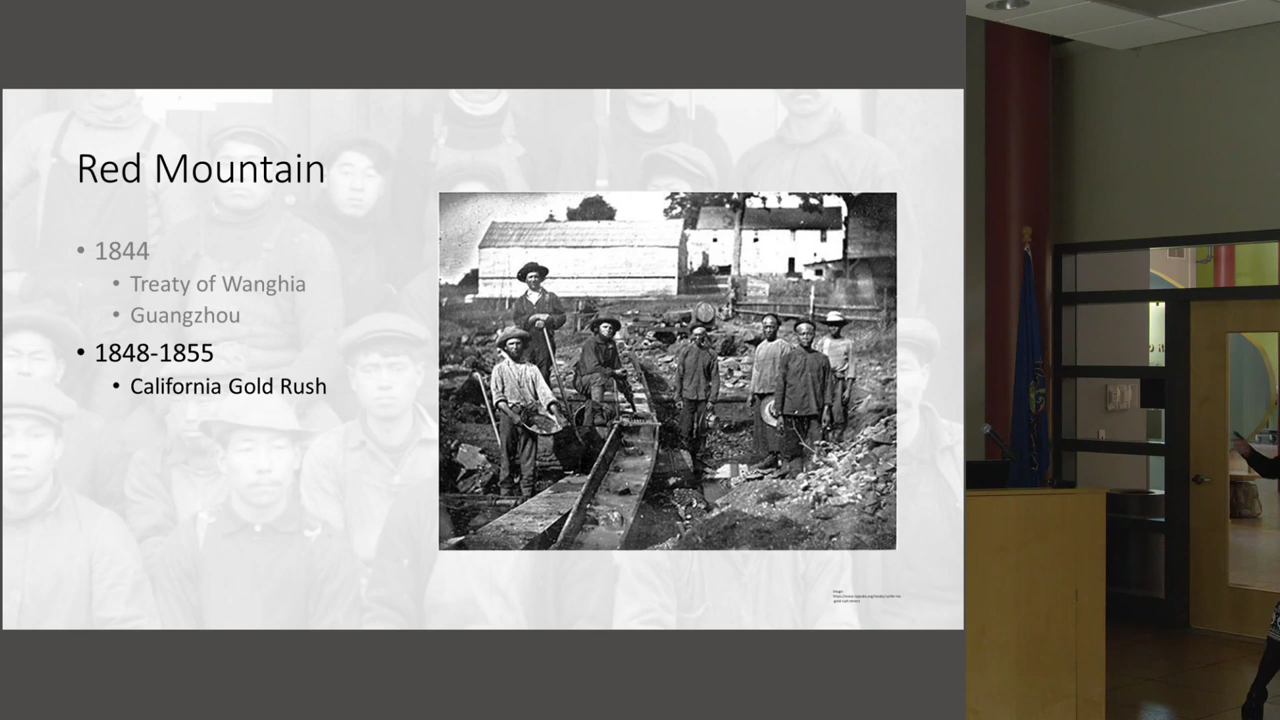 Red Mountain
• 1844
• Treaty of Wanghia
• Guangzhou
• 1848-1855
• California Gold Rush